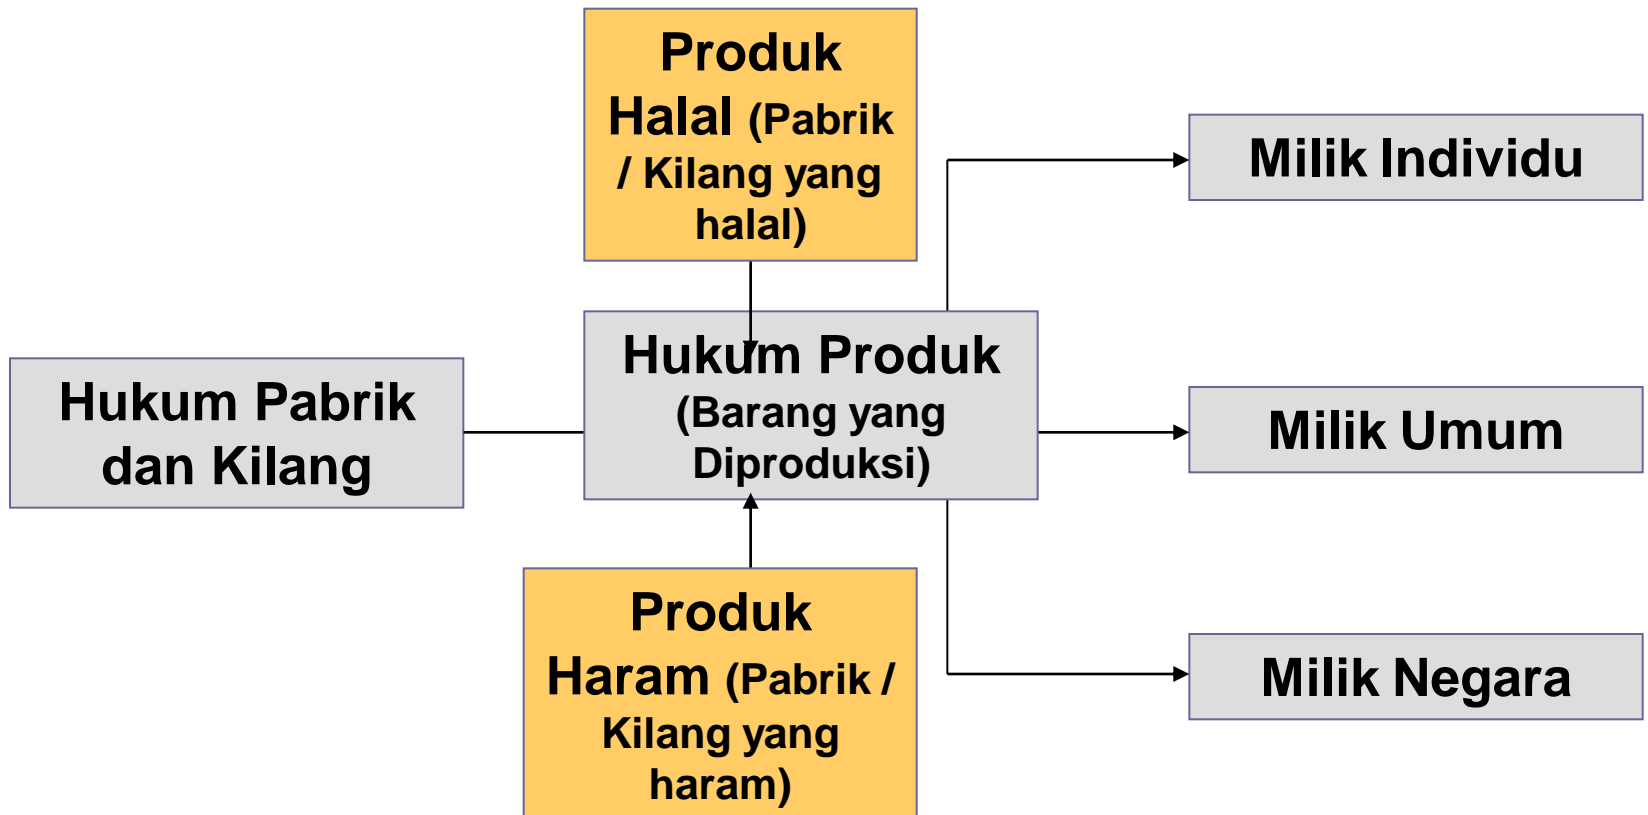 Produk
Halal (Pabrik
/ Kilang yang
halal)
Milik Individu
Hukum Pabrik
dan Kilang
Hukum Produk
(Barang yang
Diproduksi)
Milik Umum
Produk
Haram (Pabrik /
Kilang yang
haram)
Milik Negara